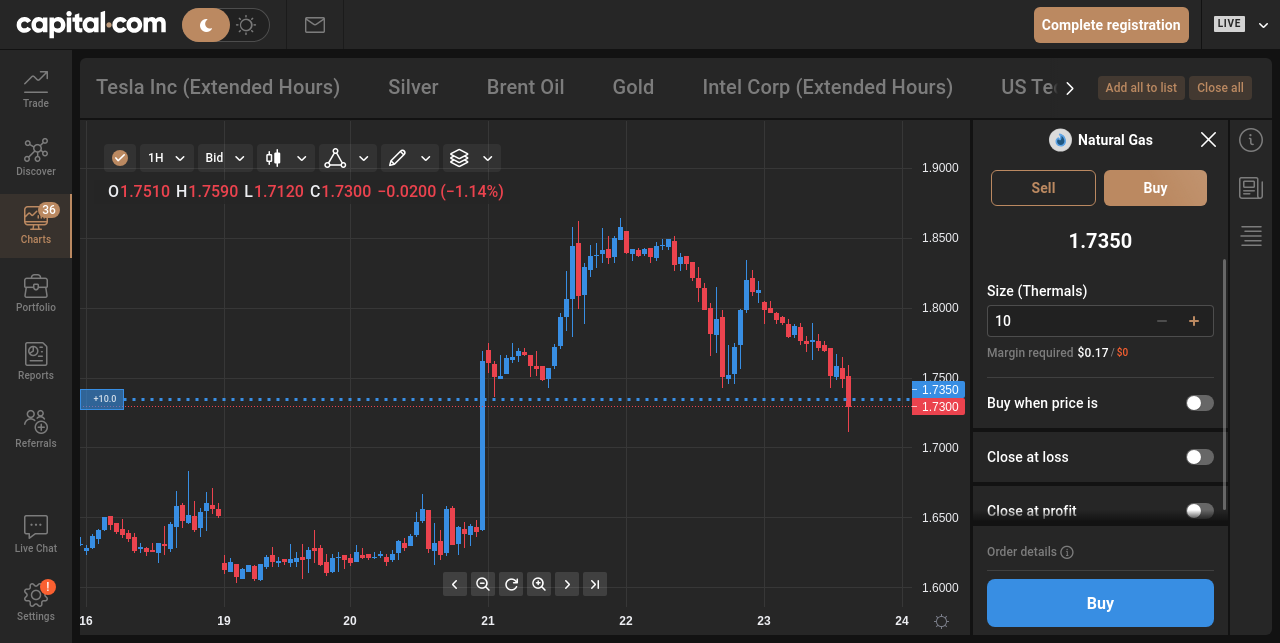 capital.com
Complete registration
LIVE
Trade
Discover
36
Charts
Portfolio
Reports
Referrals
Live Chat
!
Settings
Tesla Inc (Extended Hours)
Silver
Brent Oil
Gold
Intel Corp (Extended Hours)
US Te
Add all to list
Close all
1H
Bid
O1.7510 H1.7590 L1.7120 C1.7300 −0.0200 (−1.14%)
1.9000
1.8500
1.8000
1.7500
1.7350
1.7300
1.7000
1.6500
1.6000
+10.0
16 19 20 21 22 23 24
Natural Gas
Sell
Buy
1.7350
Size (Thermals)
10
Margin required $0.17 / $0
Buy when price is
Close at loss
Close at profit
Order details
Buy